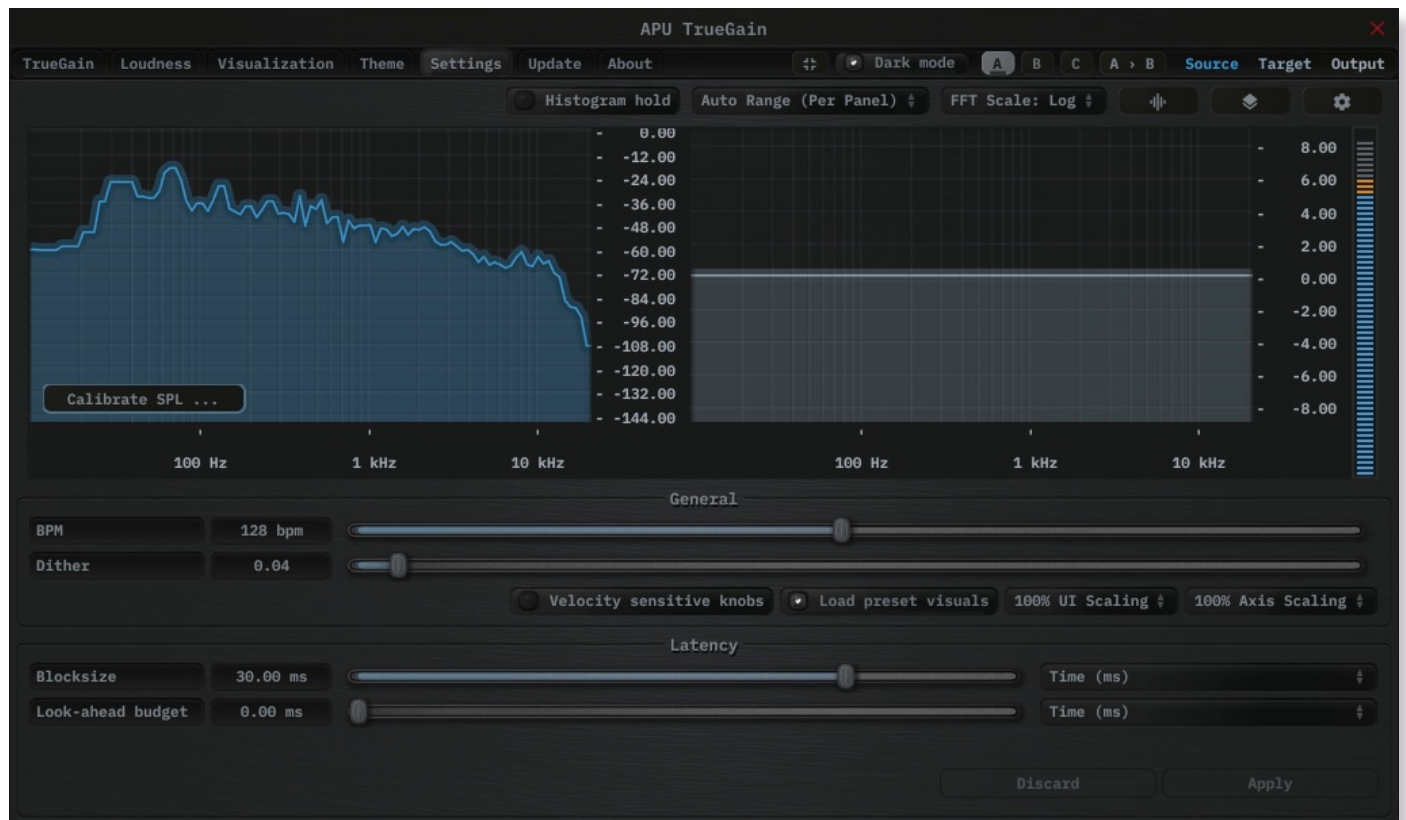 APU TrueGain
TrueGain Loudness Visualization Theme Settings Update About Dark mode A B C A › B Source Target Output
Histogram hold Auto Range (Per Panel) FFT Scale: Log
- 0.00
- -12.00
- -24.00
- -36.00
- -48.00
- -60.00
- -72.00
- -84.00
- -96.00
- -108.00
- -120.00
- -132.00
- -144.00
Calibrate SPL ...
100 Hz 1 kHz 10 kHz
- 8.00
- 6.00
- 4.00
- 2.00
- 0.00
- -2.00
- -4.00
- -6.00
- -8.00
100 Hz 1 kHz 10 kHz
General
BPM 128 bpm
Dither 0.04
Velocity sensitive knobs Load preset visuals 100% UI Scaling 100% Axis Scaling
Latency
Blocksize 30.00 ms Time (ms)
Look-ahead budget 0.00 ms Time (ms)
Discard Apply